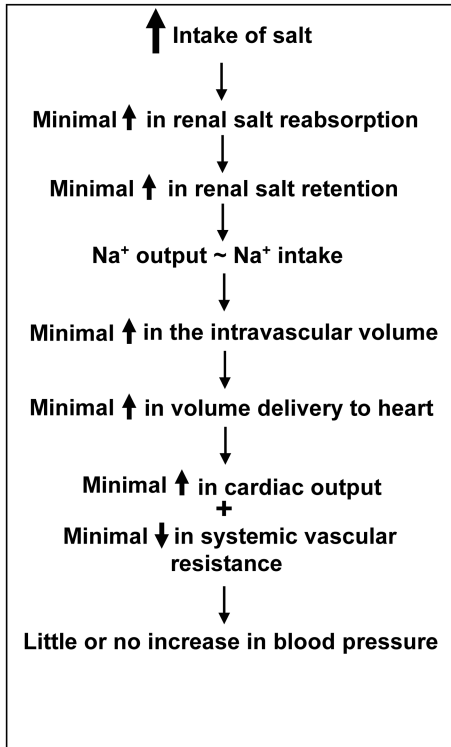 ↑ Intake of salt
Minimal ↑ in renal salt reabsorption
Minimal ↑ in renal salt retention
Na⁺ output ~ Na⁺ intake
Minimal ↑ in the intravascular volume
Minimal ↑ in volume delivery to heart
Minimal ↑ in cardiac output
+
Minimal ↓ in systemic vascular
resistance
Little or no increase in blood pressure